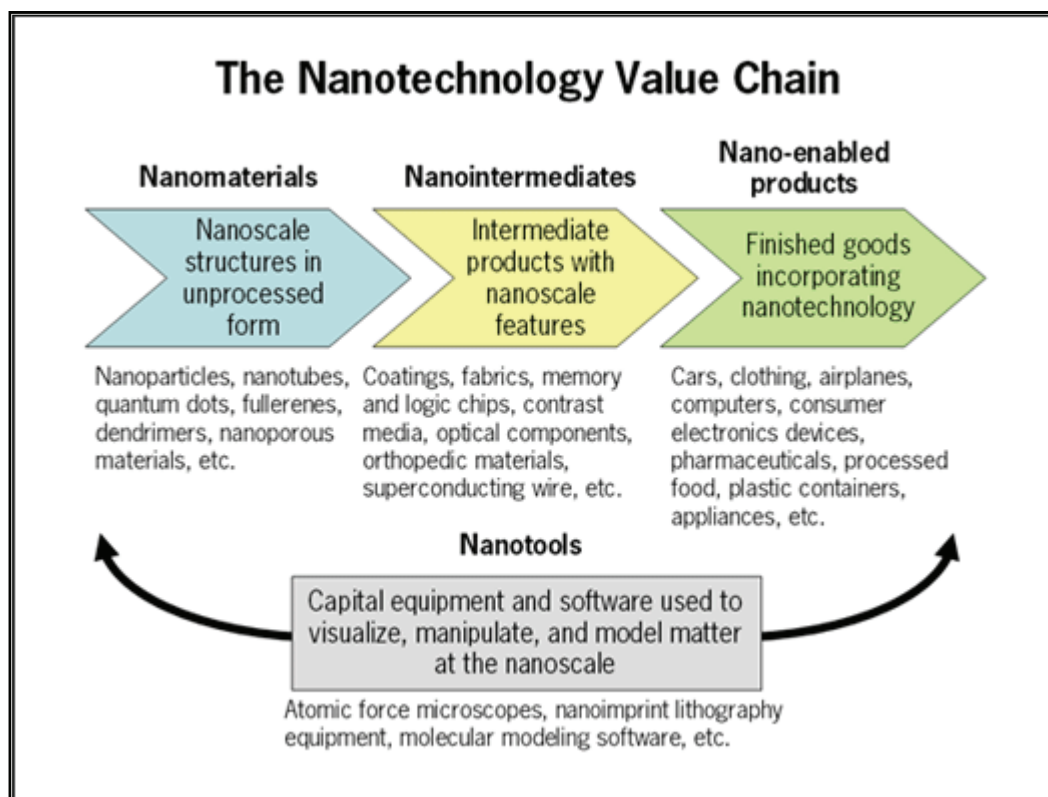 The Nanotechnology Value Chain
Nanomaterials
Nanoscale
structures in
unprocessed
form
Nanoparticles, nanotubes,
quantum dots, fullerenes,
dendrimers, nanoporous
materials, etc.
Nanointermediates
Intermediate
products with
nanoscale
features
Coatings, fabrics, memory
and logic chips, contrast
media, optical components,
orthopedic materials,
superconducting wire, etc.
Nano-enabled
products
Finished goods
incorporating
nanotechnology
Cars, clothing, airplanes,
computers, consumer
electronics devices,
pharmaceuticals, processed
food, plastic containers,
appliances, etc.
Nanotools
Capital equipment and software used to
visualize, manipulate, and model matter
at the nanoscale
Atomic force microscopes, nanoimprint lithography
equipment, molecular modeling software, etc.